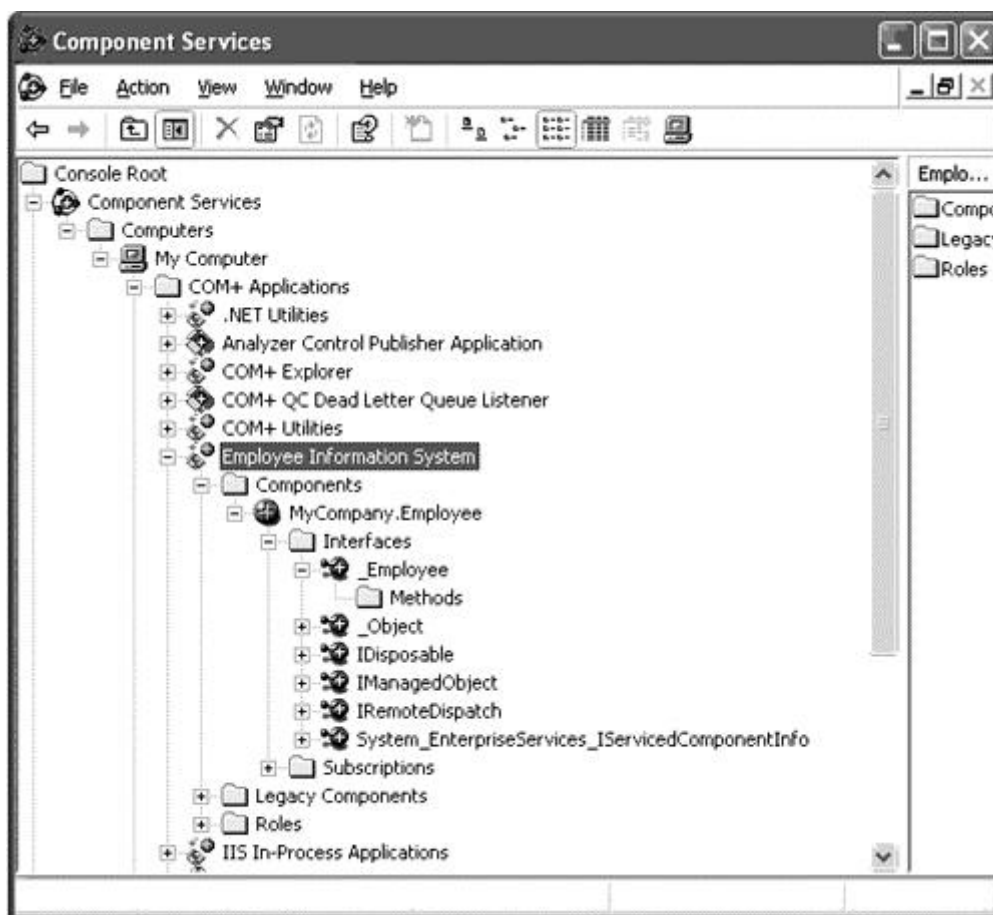 Component Services
File Action View Window Help
Console Root
Component Services
Computers
My Computer
COM+ Applications
.NET Utilities
Analyzer Control Publisher Application
COM+ Explorer
COM+ QC Dead Letter Queue Listener
COM+ Utilities
Employee Information System
Components
MyCompany.Employee
Interfaces
_Employee
Methods
_Object
IDisposable
IManagedObject
IRemoteDispatch
System_EnterpriseServices_IServicedComponentInfo
Subscriptions
Legacy Components
Roles
IIS In-Process Applications
Emplo...
Compo
Legacy
Roles